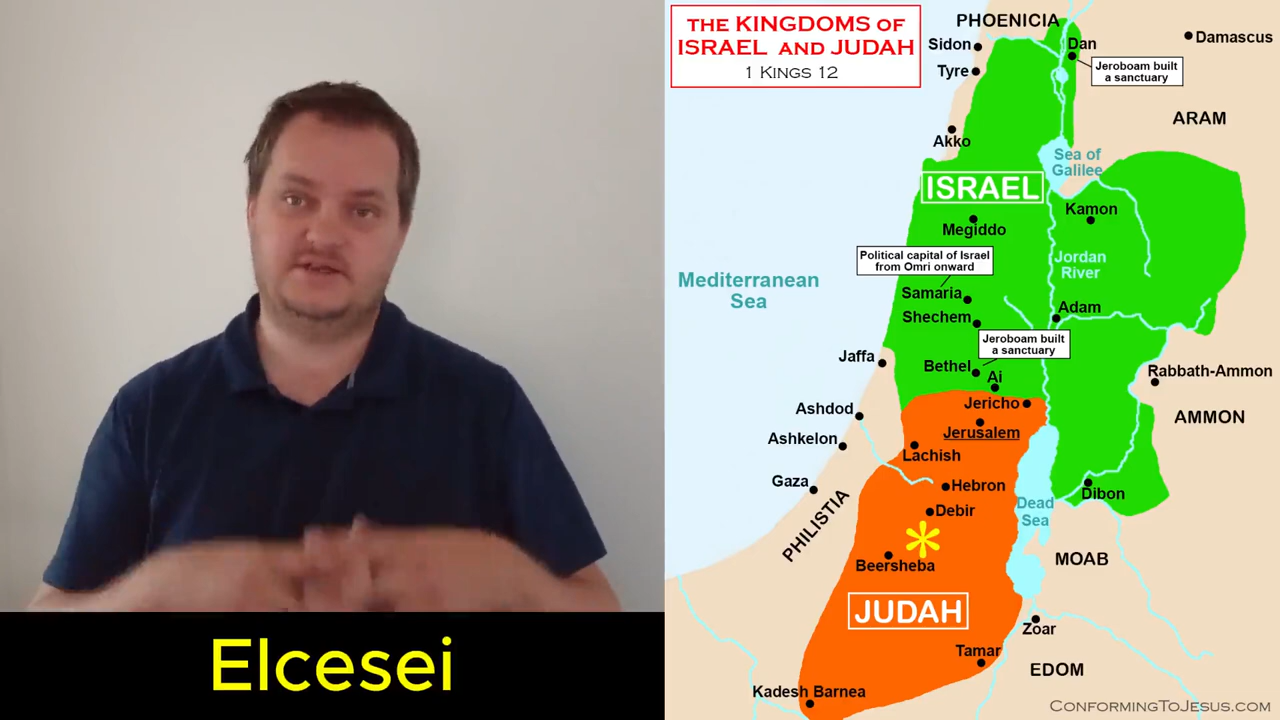 THE KINGDOMS OF
ISRAEL AND JUDAH
1 KINGS 12
PHOENICIA
Sidon
Dan
Damascus
Tyre
Jeroboam built
a sanctuary
ARAM
Akko
Sea of
Galilee
ISRAEL
Kamon
Megiddo
Political capital of Israel
from Omri onward
Jordan
River
Mediterranean
Sea
Samaria
Adam
Shechem
Jeroboam built
a sanctuary
Jaffa
Bethel
Ai
Rabbath-Ammon
Jericho
Ashdod
AMMON
Jerusalem
Ashkelon
Lachish
Gaza
Hebron
Dibon
Debir
Dead
Sea
PHILISTIA
*
Beersheba
MOAB
JUDAH
Zoar
Tamar
EDOM
Kadesh Barnea
CONFORMINGTOJESUS.COM
Elcesei